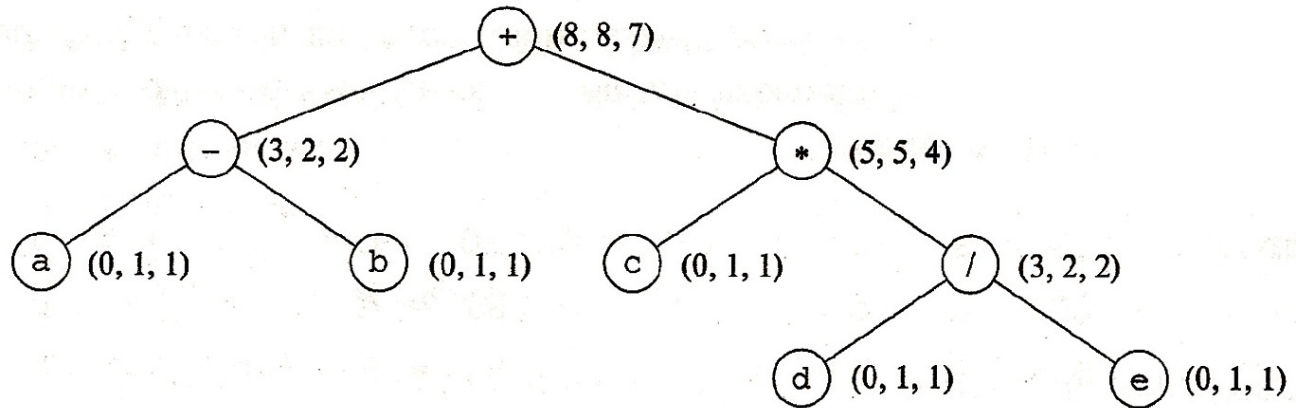 + (8, 8, 7)
− (3, 2, 2) * (5, 5, 4)
a (0, 1, 1) b (0, 1, 1) c (0, 1, 1) / (3, 2, 2)
d (0, 1, 1) e (0, 1, 1)